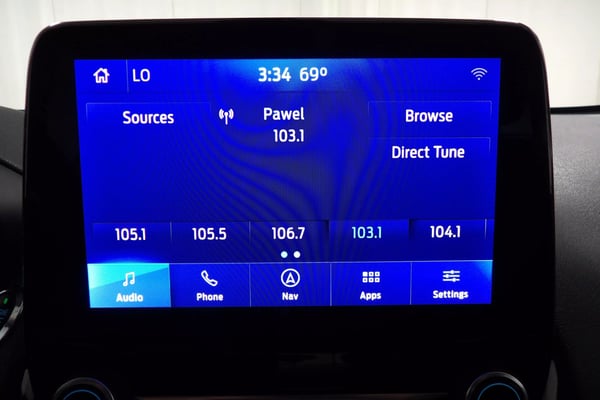 LO 3:34 69º
Sources Pawel Browse
103.1
Direct Tune
105.1 105.5 106.7 103.1 104.1
Audio Phone Nav Apps Settings